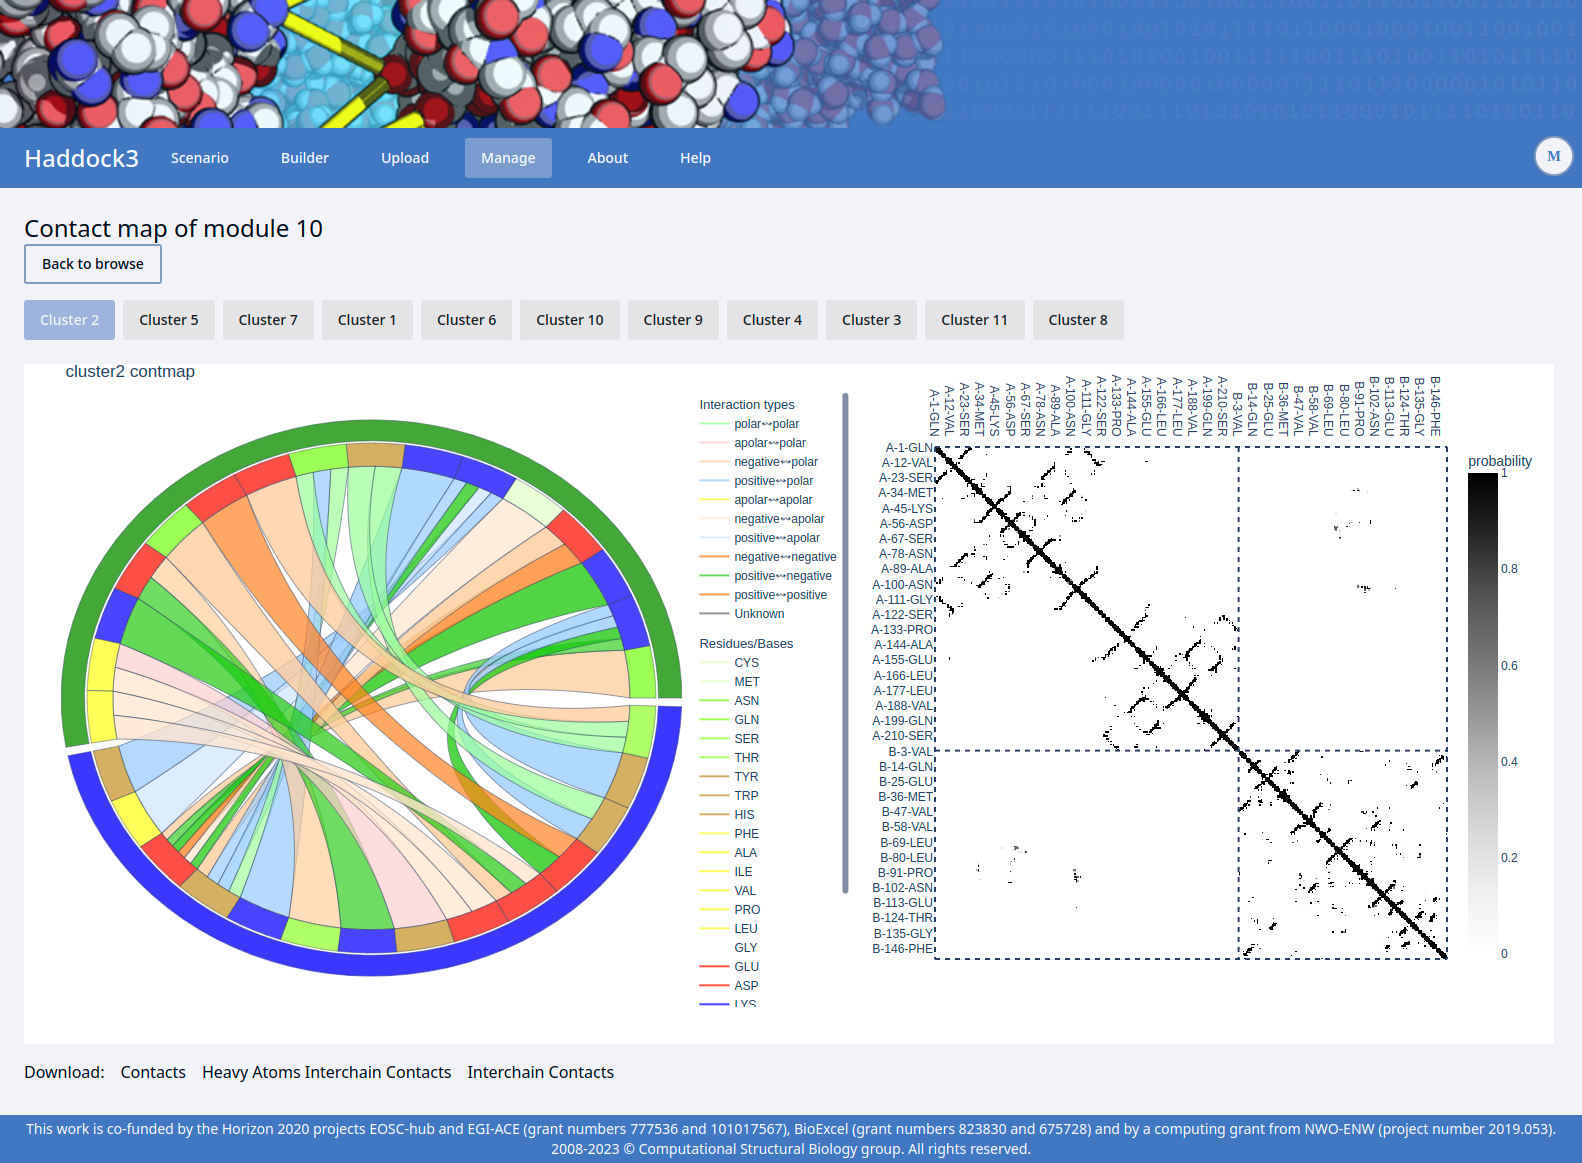 Haddock3 Scenario Builder Upload Manage About Help M
Contact map of module 10
Back to browse
Cluster 2 Cluster 5 Cluster 7 Cluster 1 Cluster 6 Cluster 10 Cluster 9 Cluster 4 Cluster 3 Cluster 11 Cluster 8
cluster2 contmap
Interaction types
polar↔polar
apolar↔polar
negative↔polar
positive↔polar
apolar↔apolar
negative↔apolar
positive↔apolar
negative↔negative
positive↔negative
positive↔positive
Unknown
Residues/Bases
CYS
MET
ASN
GLN
SER
THR
TYR
TRP
HIS
PHE
ALA
ILE
VAL
PRO
LEU
GLY
GLU
ASP
LYS
A-1-GLN
A-12-VAL
A-23-SER
A-34-MET
A-45-LYS
A-56-ASP
A-67-SER
A-78-ASN
A-89-ALA
A-100-ASN
A-111-GLY
A-122-SER
A-133-PRO
A-144-ALA
A-155-GLU
A-166-LEU
A-177-LEU
A-188-VAL
A-199-GLN
A-210-SER
B-3-VAL
B-14-GLN
B-25-GLU
B-36-MET
B-47-VAL
B-58-VAL
B-69-LEU
B-80-LEU
B-91-PRO
B-102-ASN
B-113-GLU
B-124-THR
B-135-GLY
B-146-PHE
A-1-GLN
A-12-VAL
A-23-SER
A-34-MET
A-45-LYS
A-56-ASP
A-67-SER
A-78-ASN
A-89-ALA
A-100-ASN
A-111-GLY
A-122-SER
A-133-PRO
A-144-ALA
A-155-GLU
A-166-LEU
A-177-LEU
A-188-VAL
A-199-GLN
A-210-SER
B-3-VAL
B-14-GLN
B-25-GLU
B-36-MET
B-47-VAL
B-58-VAL
B-69-LEU
B-80-LEU
B-91-PRO
B-102-ASN
B-113-GLU
B-124-THR
B-135-GLY
B-146-PHE
probability
1
0.8
0.6
0.4
0.2
0
Download: Contacts Heavy Atoms Interchain Contacts Interchain Contacts
This work is co-funded by the Horizon 2020 projects EOSC-hub and EGI-ACE (grant numbers 777536 and 101017567), BioExcel (grant numbers 823830 and 675728) and by a computing grant from NWO-ENW (project number 2019.053).
2008-2023 © Computational Structural Biology group. All rights reserved.